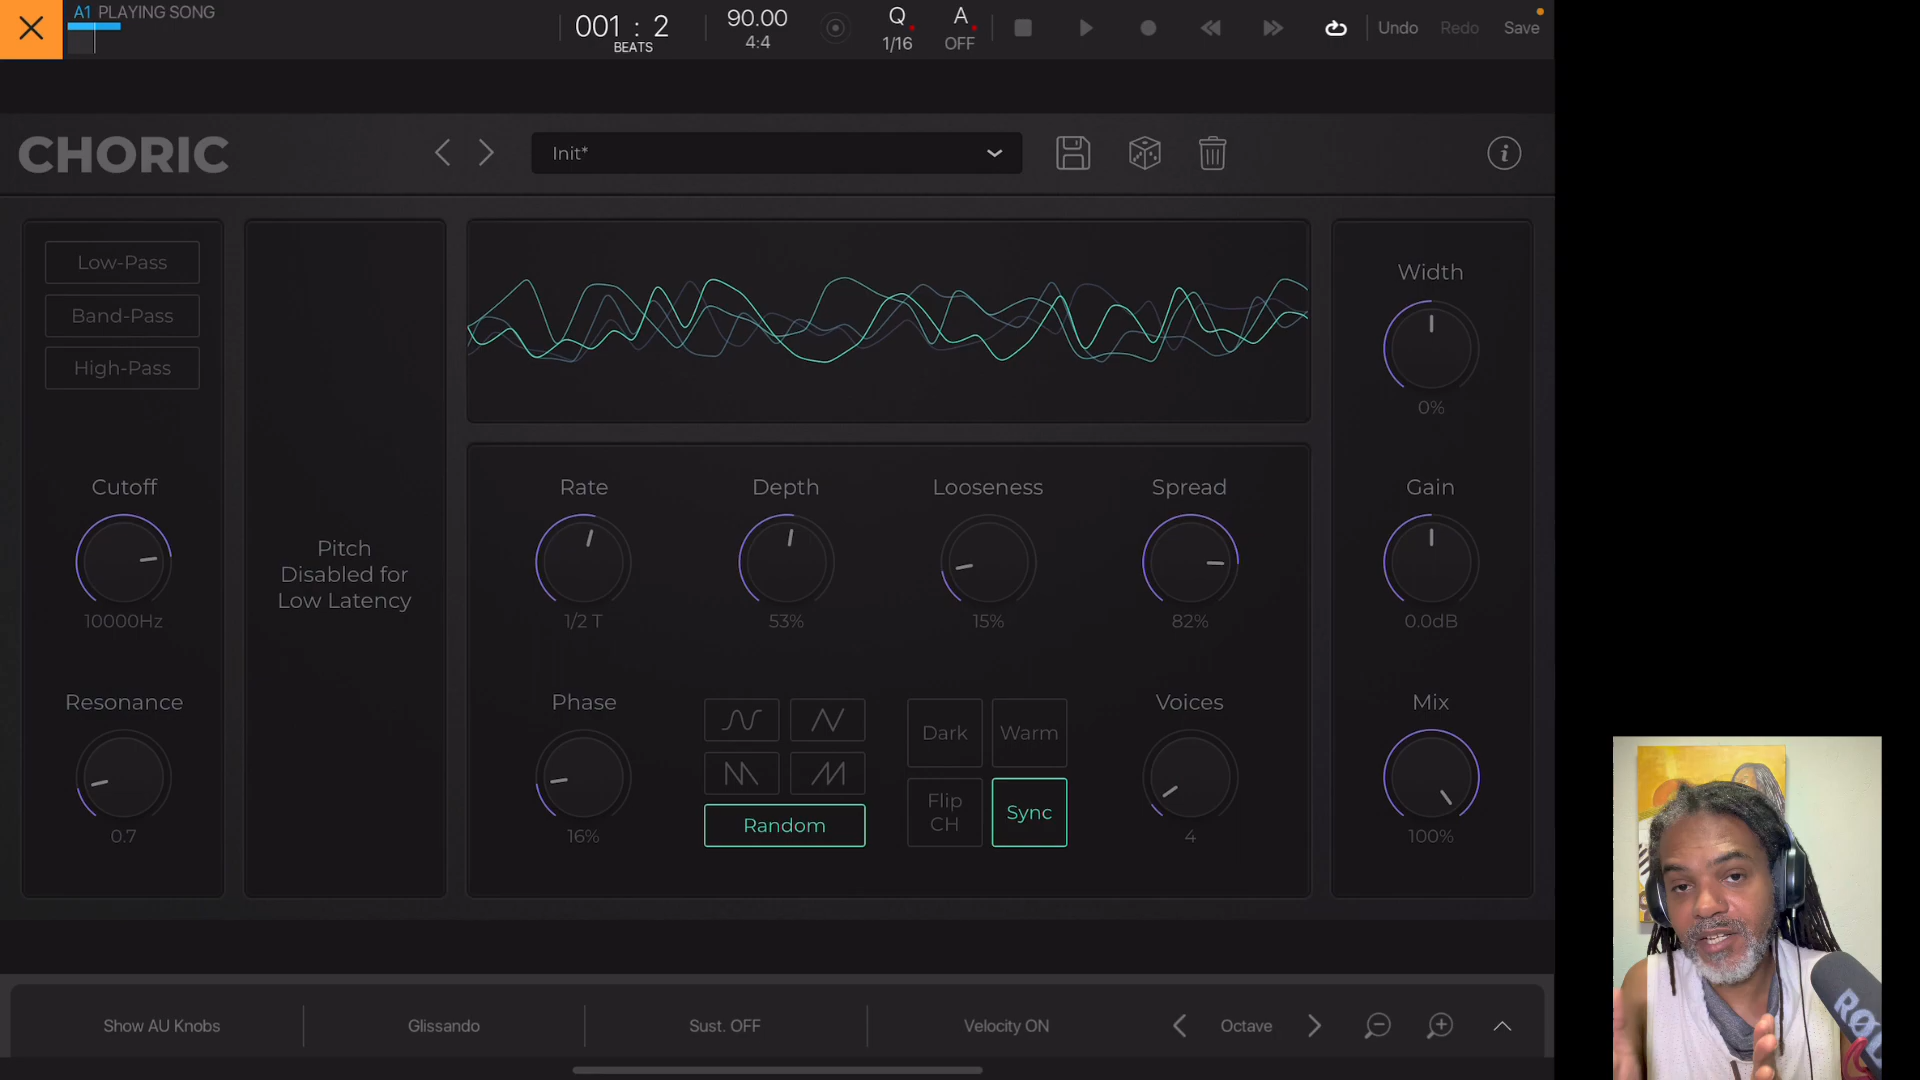 A1 PLAYING SONG
001 : 2
BEATS
90.00
4:4
Q
1/16
A
OFF
Undo
Redo
Save
CHORIC
Init*
Low-Pass
Band-Pass
High-Pass
Cutoff
10000Hz
Resonance
0.7
Pitch
Disabled for
Low Latency
Rate
1/2 T
Depth
53%
Looseness
15%
Spread
82%
Phase
16%
Random
Dark
Warm
Flip
CH
Sync
Voices
4
Width
0%
Gain
0.0dB
Mix
100%
Show AU Knobs
Glissando
Sust. OFF
Velocity ON
Octave